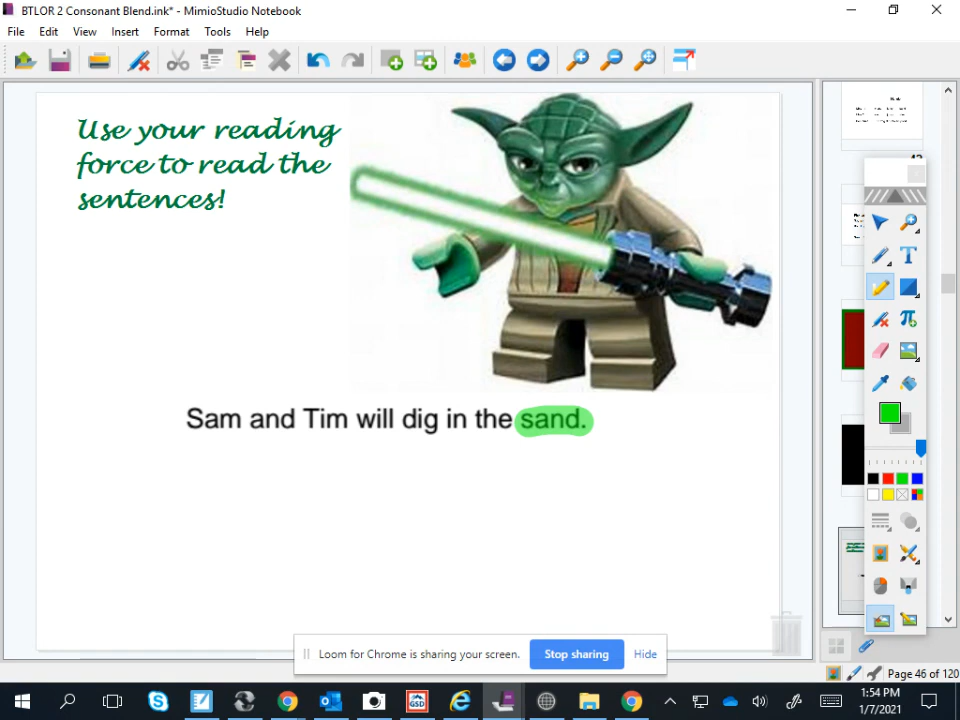 BTLOR 2 Consonant Blend.ink* - MimioStudio Notebook
File Edit View Insert Format Tools Help
Use your reading
force to read the
sentences!
Sam and Tim will dig in the sand.
Loom for Chrome is sharing your screen. Stop sharing Hide
Page 46 of 120
GSD
1:54 PM
1/7/2021